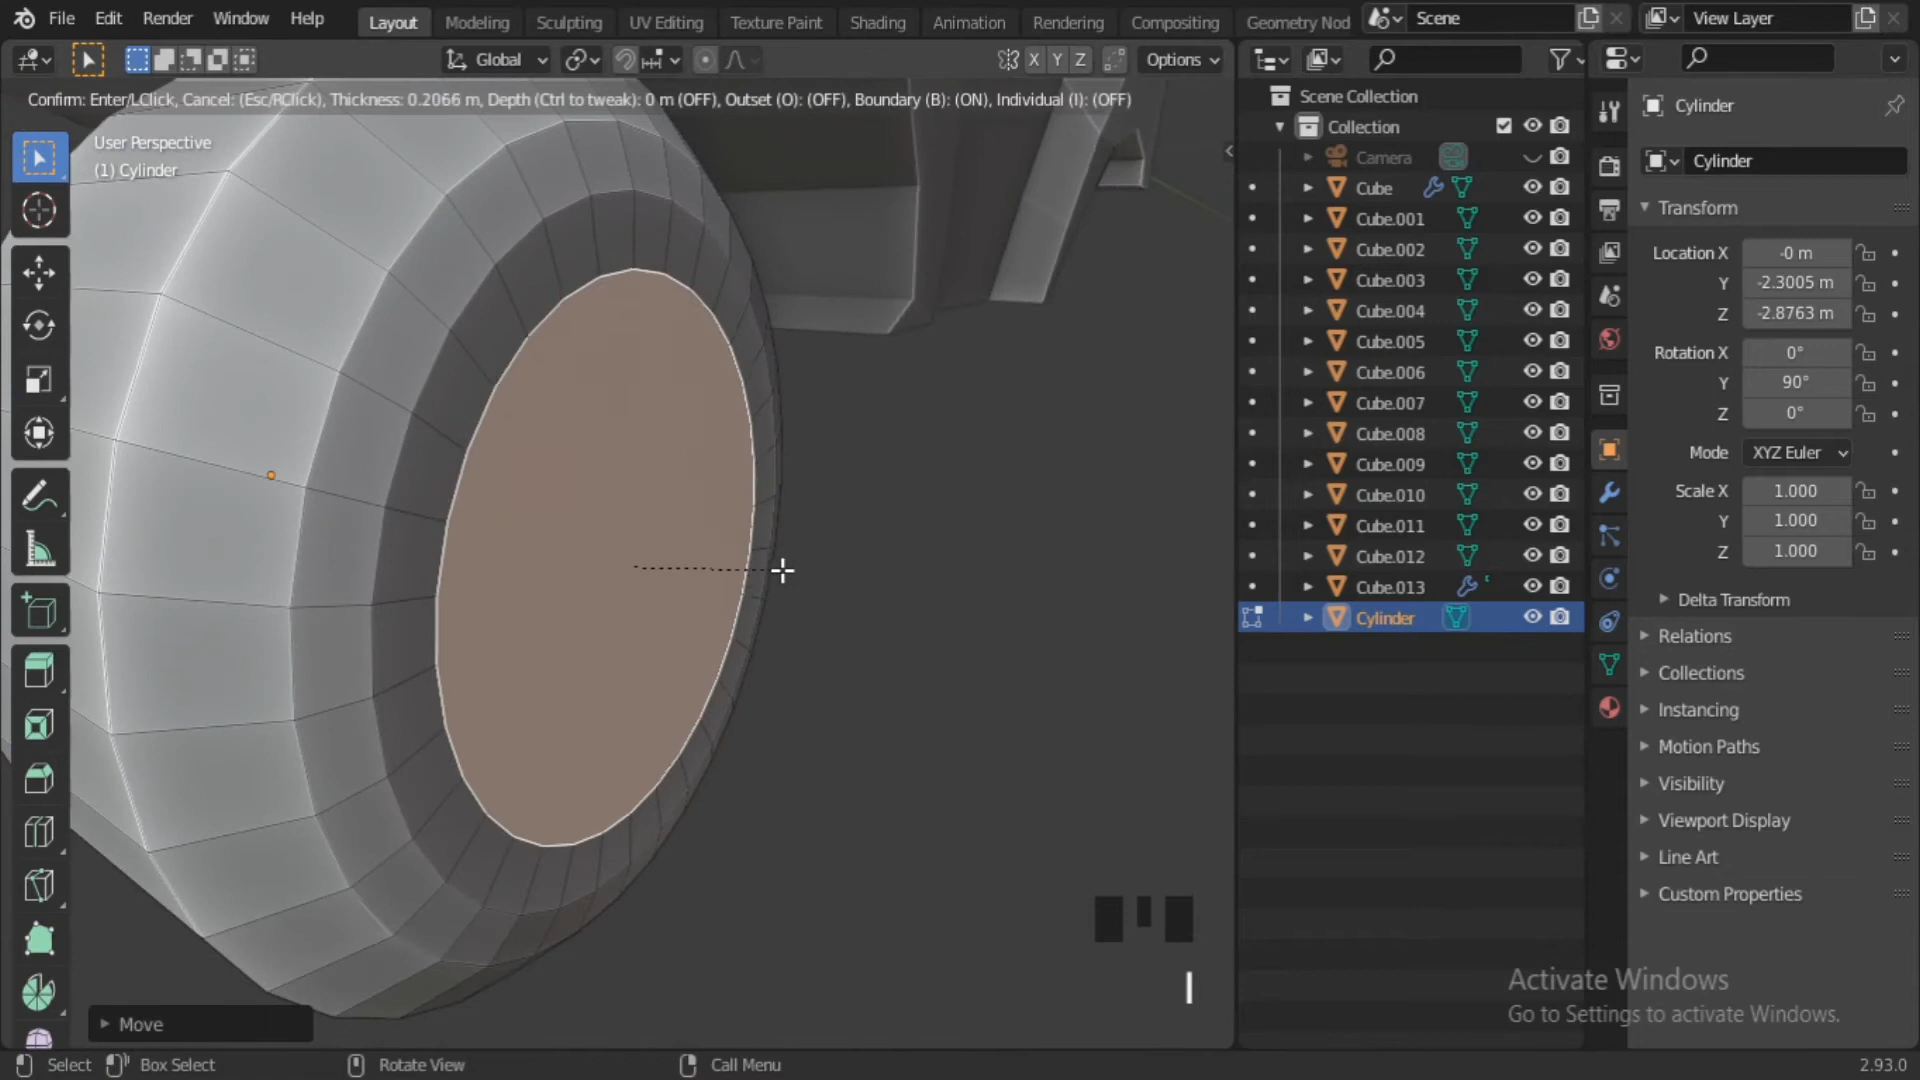 File Edit Render Window Help Layout Modeling Sculpting UV Editing Texture Paint Shading Animation Rendering Compositing Geometry Nod Scene View Layer
Global X Y Z Options
Confirm: Enter/LClick, Cancel: (Esc/RClick), Thickness: 0.2066 m, Depth (Ctrl to tweak): 0 m (OFF), Outset (O): (OFF), Boundary (B): (ON), Individual (I): (OFF)
User Perspective
(1) Cylinder
Scene Collection
Collection
Camera
Cube
Cube.001
Cube.002
Cube.003
Cube.004
Cube.005
Cube.006
Cube.007
Cube.008
Cube.009
Cube.010
Cube.011
Cube.012
Cube.013
Cylinder
Cylinder
Cylinder
Transform
Location X -0 m
Y -2.3005 m
Z -2.8763 m
Rotation X 0°
Y 90°
Z 0°
Mode XYZ Euler
Scale X 1.000
Y 1.000
Z 1.000
Delta Transform
Relations
Collections
Instancing
Motion Paths
Visibility
Viewport Display
Line Art
Custom Properties
I
Activate Windows
Go to Settings to activate Windows.
Move
Select Box Select Rotate View Call Menu 2.93.0